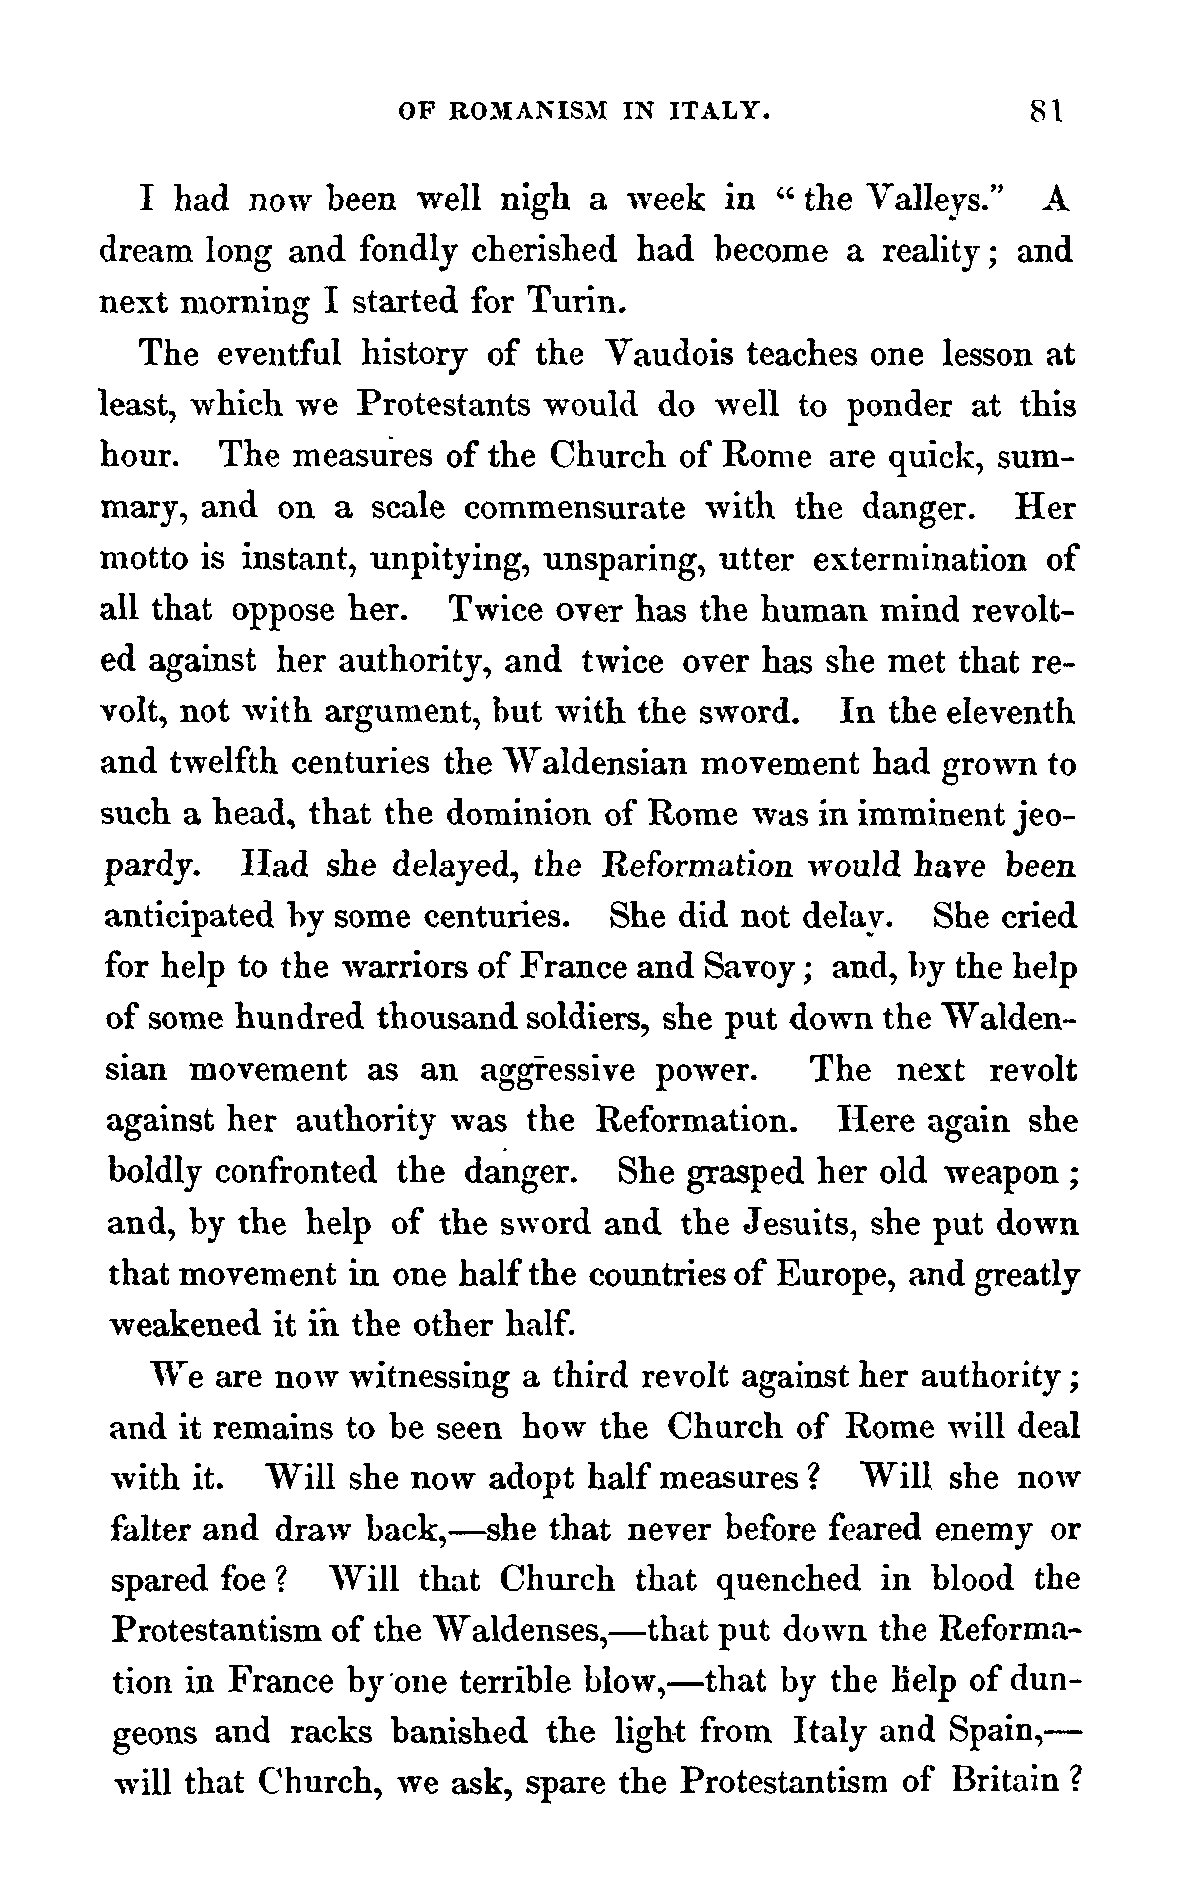 OF ROMANISM IN ITALY. 81
I had now been well nigh a week in “ the Valleys.” A
dream long and fondly cherished had become a reality ; and
next morning I started for Turin.
The eventful history of the Vaudois teaches one lesson at
least, which we Protestants would do well to ponder at this
hour. The measures of the Church of Rome are quick, sum-
mary, and on a scale commensurate with the danger. Her
motto is instant, unpitying, unsparing, utter extermination of
all that oppose her. Twice over has the human mind revolt-
ed against her authority, and twice over has she met that re-
volt, not with argument, but with the sword. In the eleventh
and twelfth centuries the Waldensian movement had grown to
such a head, that the dominion of Rome was in imminent jeo-
pardy. Had she delayed, the Reformation would have been
anticipated by some centuries. She did not delay. She cried
for help to the warriors of France and Savoy ; and, by the help
of some hundred thousand soldiers, she put down the Walden-
sian movement as an aggressive power. The next revolt
against her authority was the Reformation. Here again she
boldly confronted the danger. She grasped her old weapon ;
and, by the help of the sword and the Jesuits, she put down
that movement in one half the countries of Europe, and greatly
weakened it in the other half.
We are now witnessing a third revolt against her authority ;
and it remains to be seen how the Church of Rome will deal
with it. Will she now adopt half measures ? Will she now
falter and draw back,—she that never before feared enemy or
spared foe ? Will that Church that quenched in blood the
Protestantism of the Waldenses,—that put down the Reforma-
tion in France by one terrible blow,—that by the help of dun-
geons and racks banished the light from Italy and Spain,—
will that Church, we ask, spare the Protestantism of Britain ?